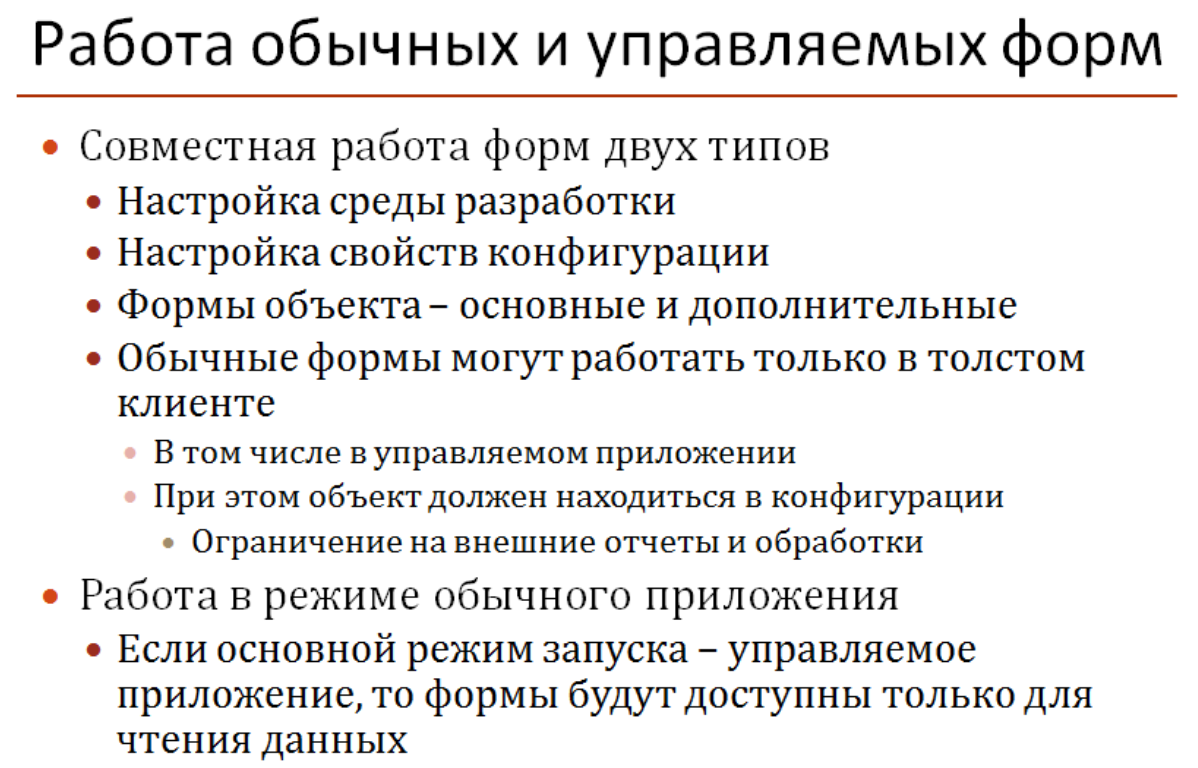 Работа обычных и управляемых форм
• Совместная работа форм двух типов
• Настройка среды разработки
• Настройка свойств конфигурации
• Формы объекта – основные и дополнительные
• Обычные формы могут работать только в толстом
клиенте
• В том числе в управляемом приложении
• При этом объект должен находиться в конфигурации
• Ограничение на внешние отчеты и обработки
• Работа в режиме обычного приложения
• Если основной режим запуска – управляемое
приложение, то формы будут доступны только для
чтения данных